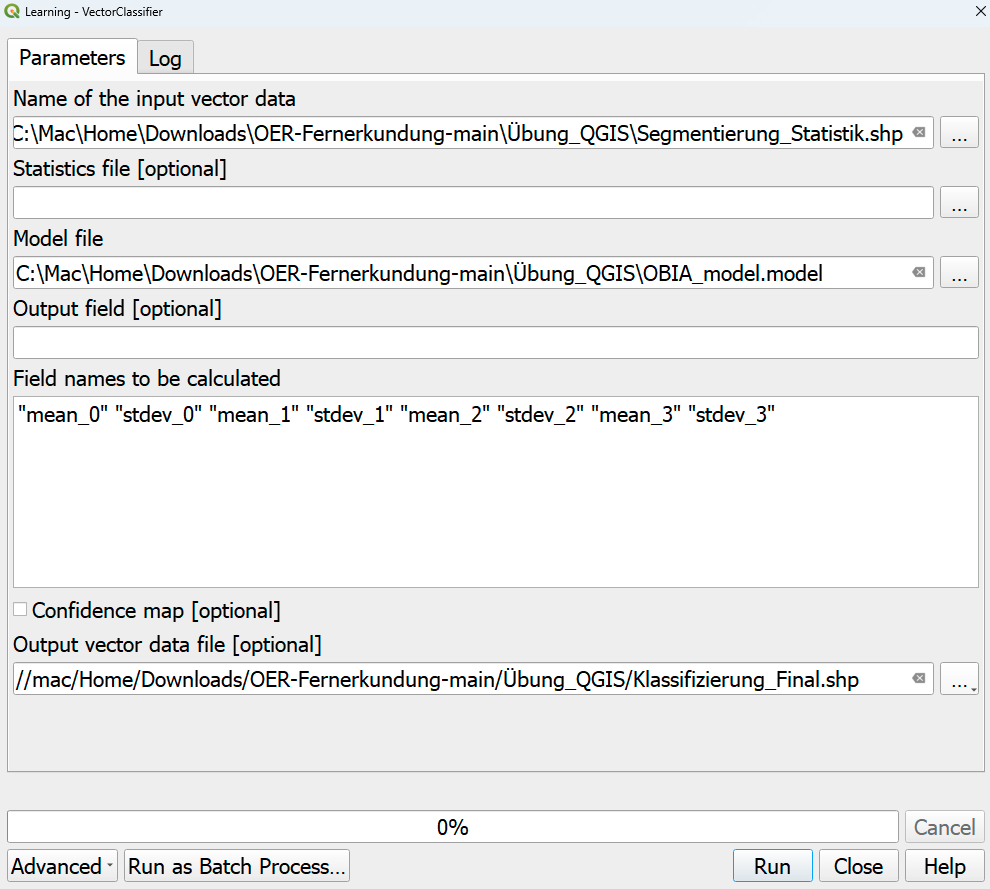 Learning - VectorClassifier
Parameters Log
Name of the input vector data
C:\Mac\Home\Downloads\OER-Fernerkundung-main\Übung_QGIS\Segmentierung_Statistik.shp ...
Statistics file [optional]
...
Model file
C:\Mac\Home\Downloads\OER-Fernerkundung-main\Übung_QGIS\OBIA_model.model ...
Output field [optional]
Field names to be calculated
"mean_0" "stdev_0" "mean_1" "stdev_1" "mean_2" "stdev_2" "mean_3" "stdev_3"
Confidence map [optional]
Output vector data file [optional]
//mac/Home/Downloads/OER-Fernerkundung-main/Übung_QGIS/Klassifizierung_Final.shp ...
0% Cancel
Advanced Run as Batch Process... Run Close Help